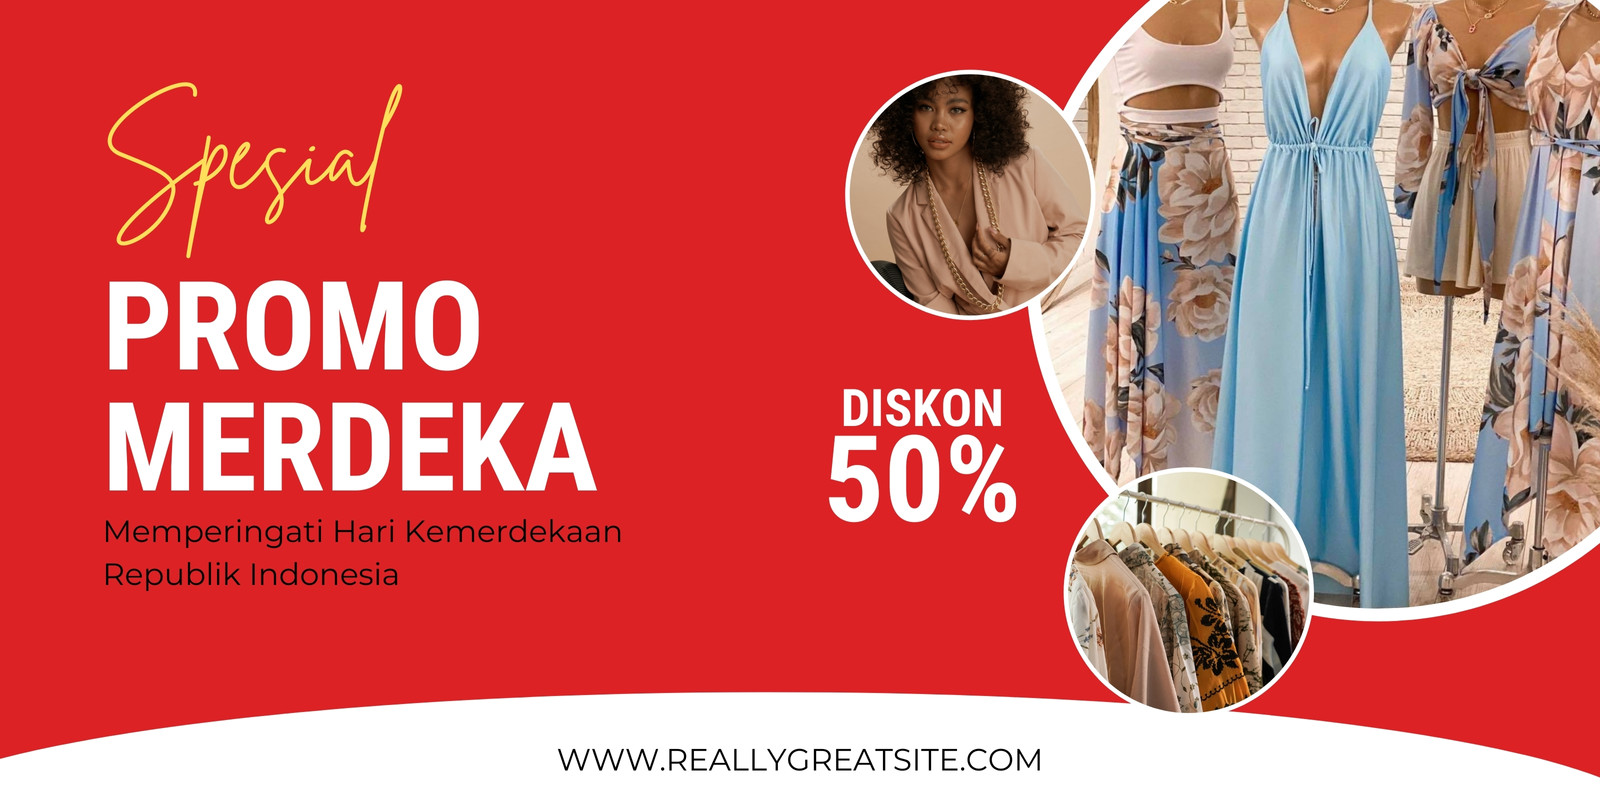 Spesial
PROMO
MERDEKA
Memperingati Hari Kemerdekaan
Republik Indonesia
DISKON
50%
WWW.REALLYGREATSITE.COM